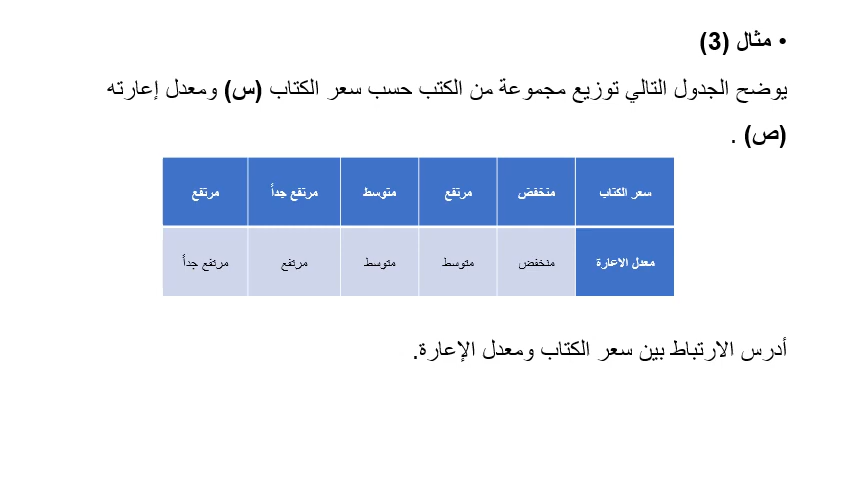 • مثال (3)
يوضح الجدول التالي توزيع مجموعة من الكتب حسب سعر الكتاب (س) ومعدل إعارته
(ص) .
سعر الكتاب منخفض مرتفع متوسط مرتفع جداً مرتفع
معدل الاعارة منخفض متوسط متوسط مرتفع مرتفع جداً
أدرس الارتباط بين سعر الكتاب ومعدل الإعارة.